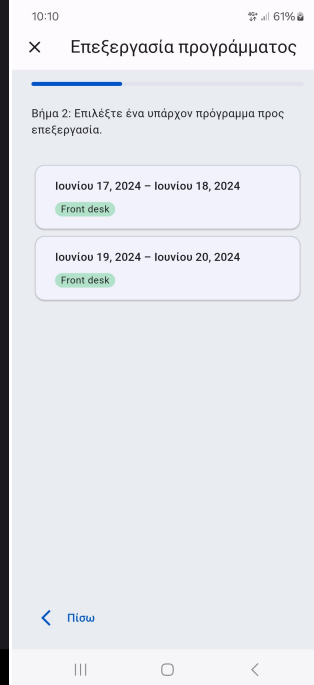 10:10
4G+ 61%
Επεξεργασία προγράμματος
Βήμα 2: Επιλέξτε ένα υπάρχον πρόγραμμα προς
επεξεργασία.
Ιουνίου 17, 2024 – Ιουνίου 18, 2024
Front desk
Ιουνίου 19, 2024 – Ιουνίου 20, 2024
Front desk
Πίσω